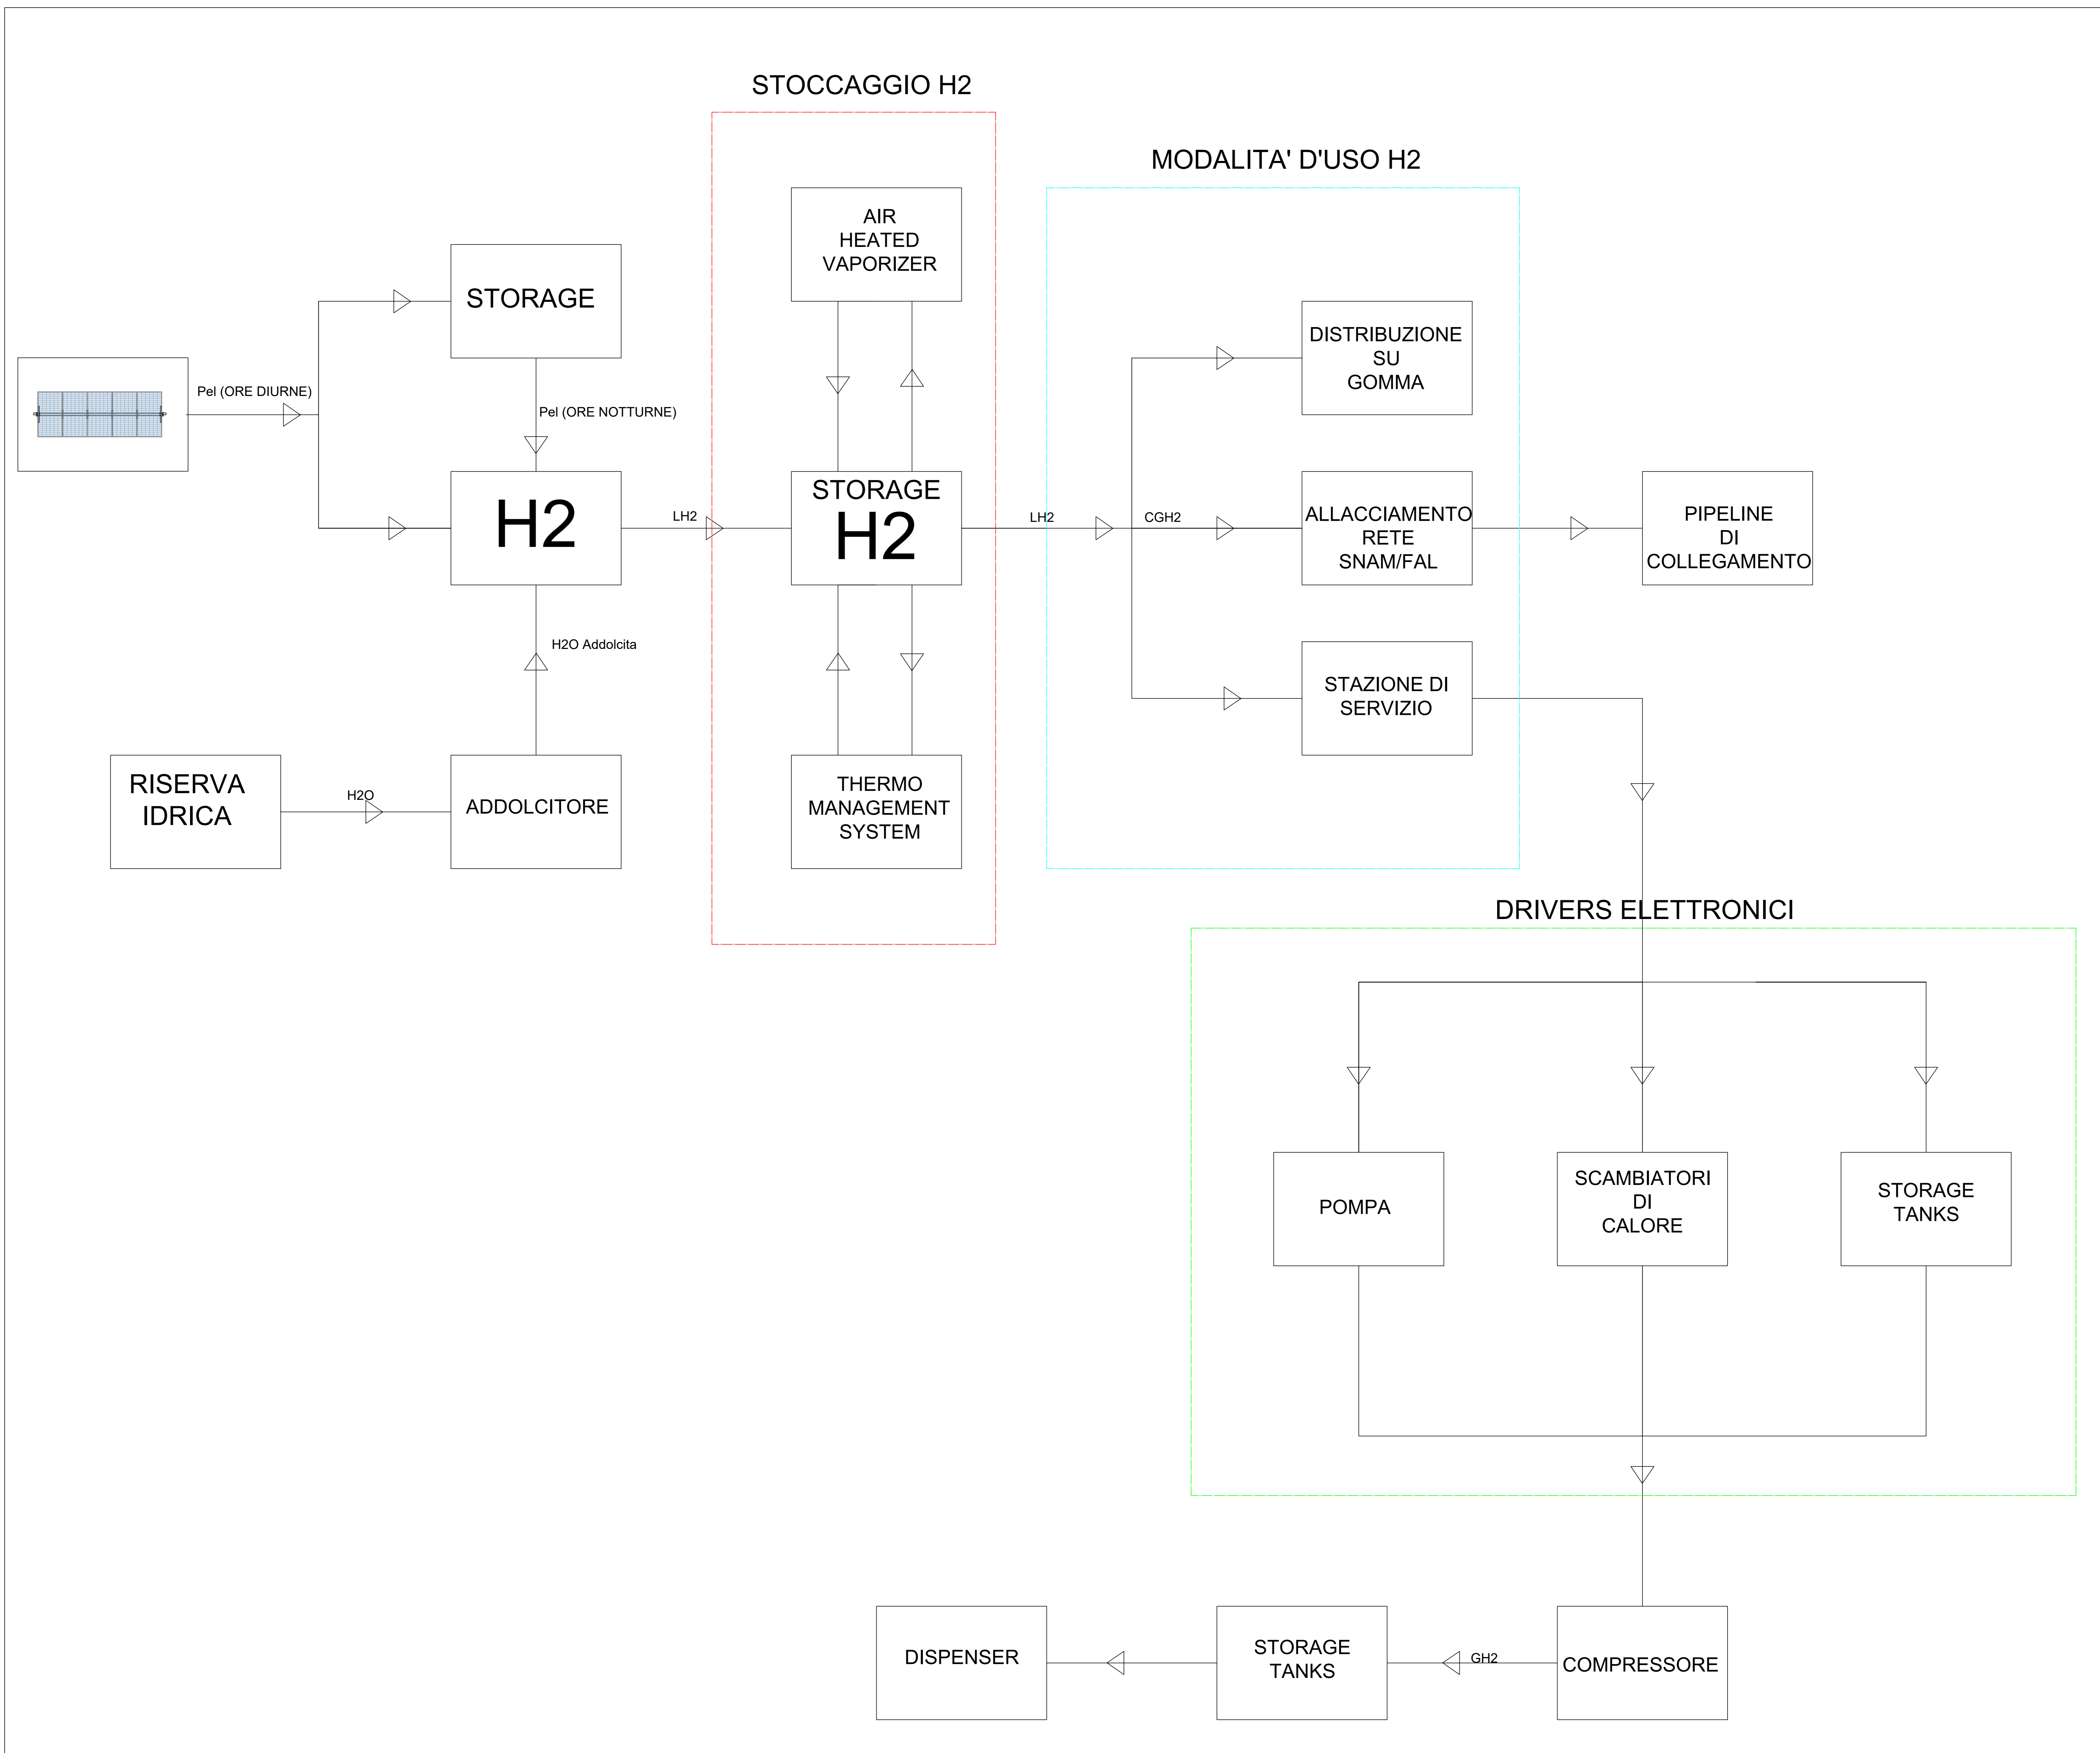 STOCCAGGIO H2
MODALITA' D'USO H2
AIR
HEATED
VAPORIZER
STORAGE
DISTRIBUZIONE
SU
GOMMA
Pel (ORE DIURNE)
Pel (ORE NOTTURNE)
H2
LH2
STORAGE
H2
LH2
CGH2
ALLACCIAMENTO
RETE
SNAM/FAL
PIPELINE
DI
COLLEGAMENTO
H2O Addolcita
STAZIONE DI
SERVIZIO
RISERVA
IDRICA
H2O
ADDOLCITORE
THERMO
MANAGEMENT
SYSTEM
DRIVERS ELETTRONICI
POMPA
SCAMBIATORI
DI
CALORE
STORAGE
TANKS
DISPENSER
STORAGE
TANKS
GH2
COMPRESSORE